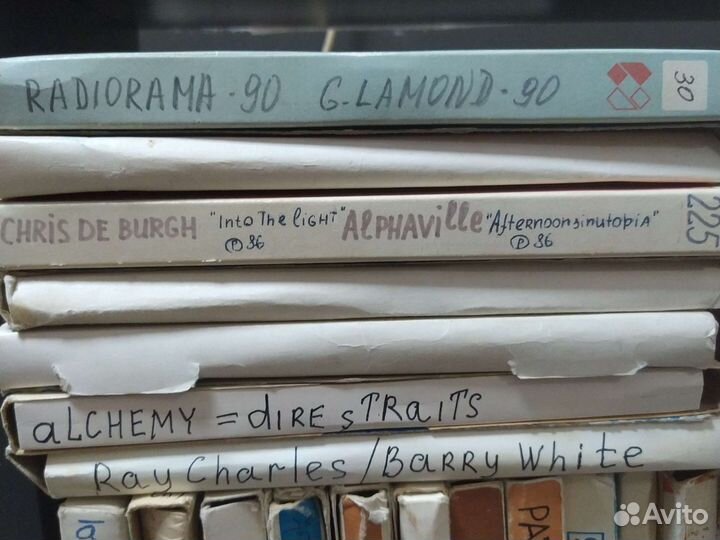 RADIORAMA-90 G.LAMOND-90 30
CHRIS DE BURGH "Into The LiGHT" ℗ 86 ALPHAVIlle "Afternoonsinutopia" ℗ 86 225
aLCHEMY = dIRE sTRaiTS
Ray Charles / BARRY White
Avito